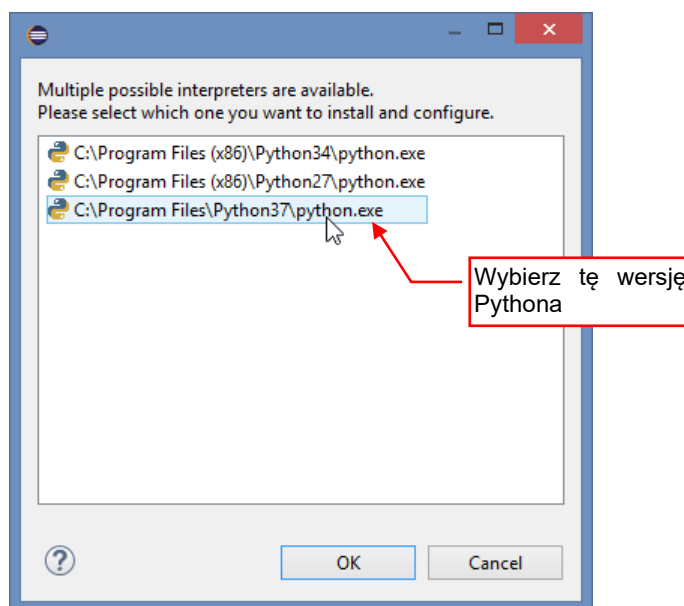 Multiple possible interpreters are available.
Please select which one you want to install and configure.
C:\Program Files (x86)\Python34\python.exe
C:\Program Files (x86)\Python27\python.exe
C:\Program Files\Python37\python.exe
Wybierz tę wersję
Pythona
?
OK
Cancel